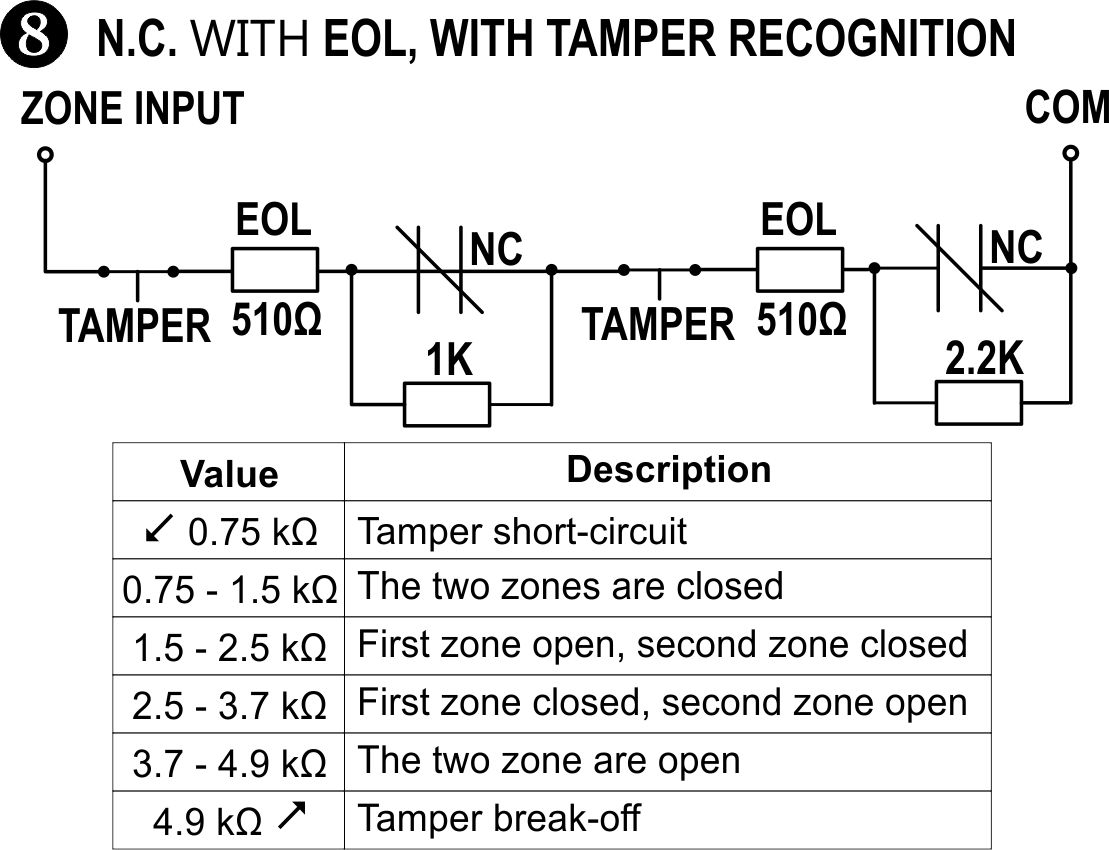 8 N.C. WITH EOL, WITH TAMPER RECOGNITION
ZONE INPUT COM
EOL EOL
NC NC
TAMPER 510Ω TAMPER 510Ω
1K 2.2K
Value Description
↙ 0.75 kΩ Tamper short-circuit
0.75 - 1.5 kΩ The two zones are closed
1.5 - 2.5 kΩ First zone open, second zone closed
2.5 - 3.7 kΩ First zone closed, second zone open
3.7 - 4.9 kΩ The two zone are open
4.9 kΩ ↗ Tamper break-off